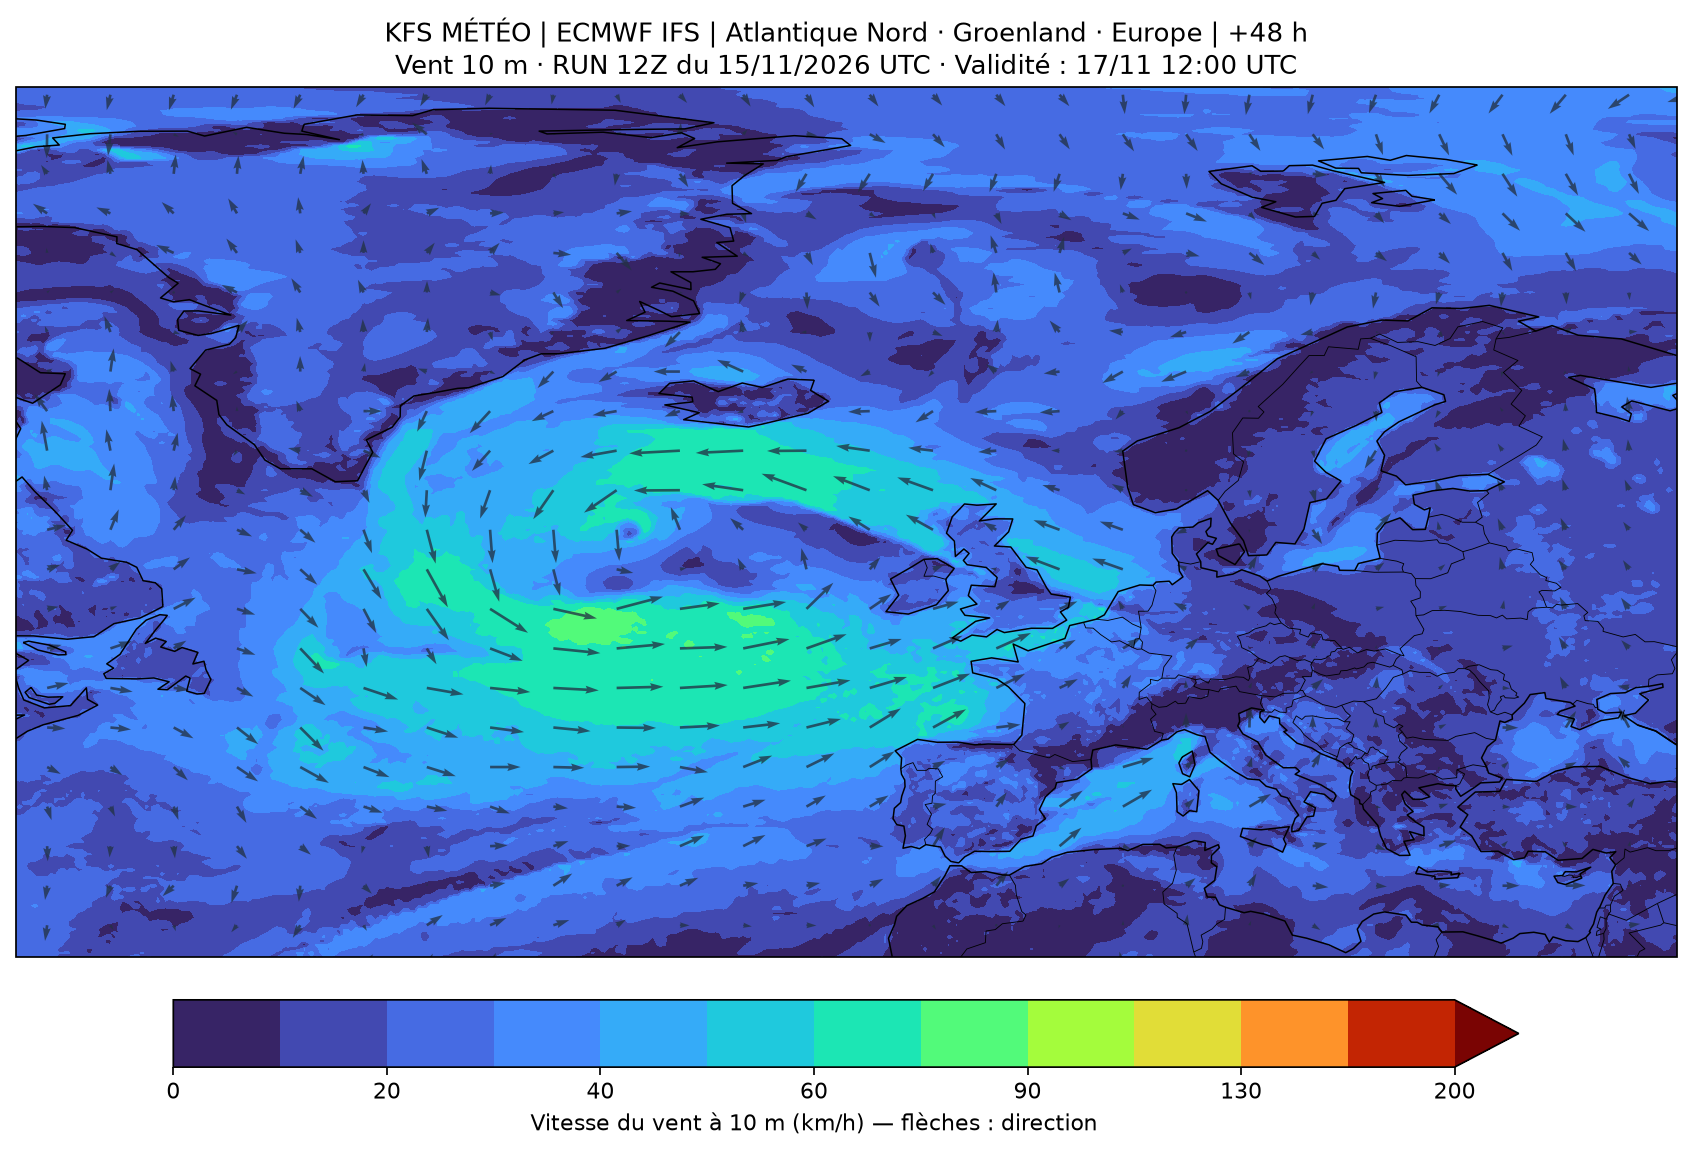 KFS MÉTÉO | ECMWF IFS | Atlantique Nord · Groenland · Europe | +48 h
Vent 10 m · RUN 12Z du 15/11/2026 UTC · Validité : 17/11 12:00 UTC
0 20 40 60 90 130 200
Vitesse du vent à 10 m (km/h) — flèches : direction